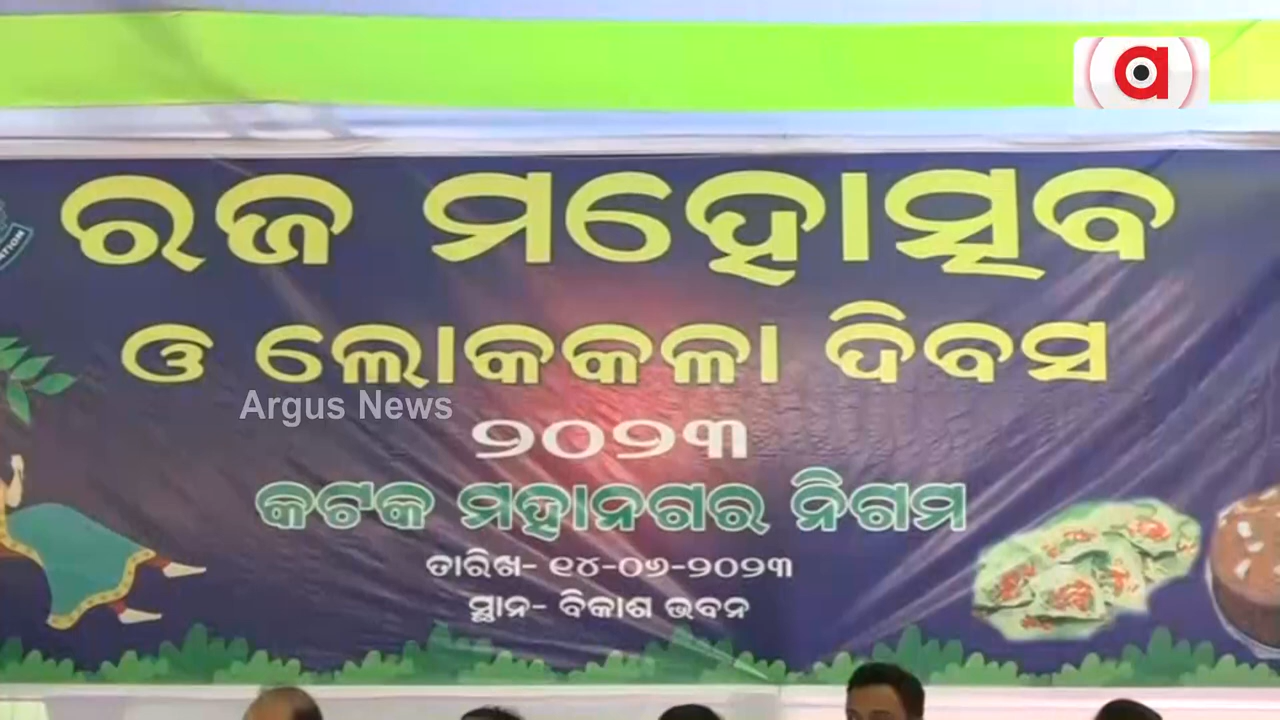 ରଜ ମହୋତ୍ସବ
ଓ ଲୋକକଳା ଦିବସ
Argus News
୨୦୨୩
କଟକ ମହାନଗର ନିଗମ
ତାରିଖ- ୧୪-୦୬-୨୦୨୩
ସ୍ଥାନ- ବିକାଶ ଭବନ